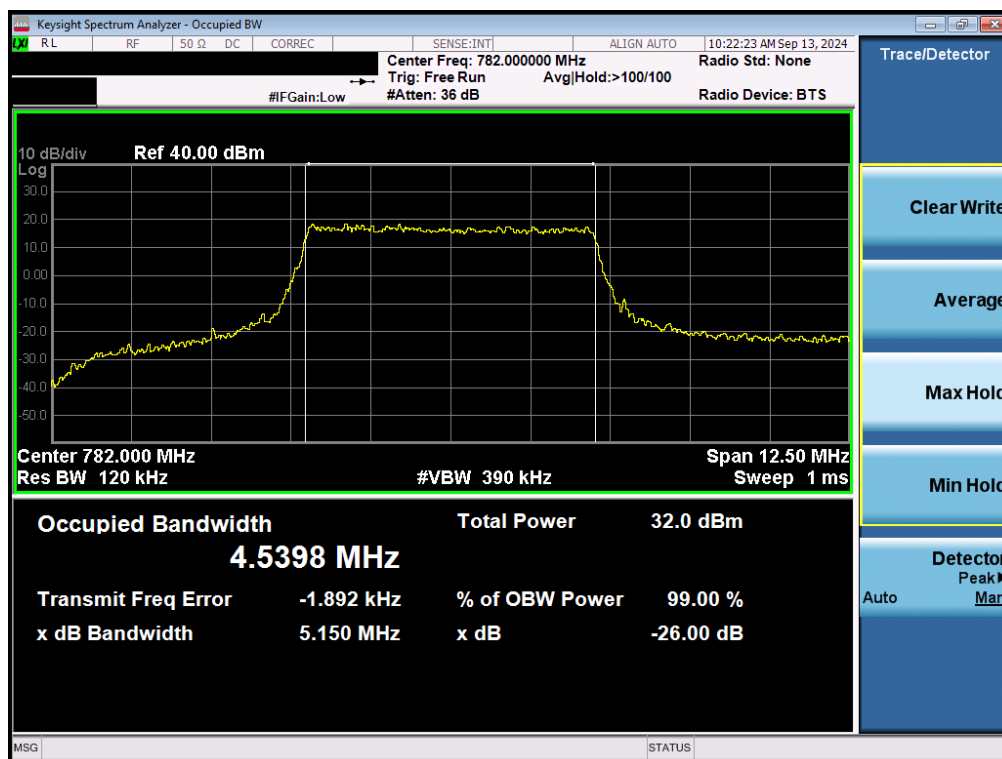 Keysight Spectrum Analyzer - Occupied BW
LXI RL RF 50 Ω DC CORREC SENSE:INT ALIGN AUTO 10:22:23 AM Sep 13, 2024
Center Freq: 782.000000 MHz Radio Std: None
Trig: Free Run Avg|Hold:>100/100
#IFGain:Low #Atten: 36 dB Radio Device: BTS
Trace/Detector
10 dB/div Ref 40.00 dBm
Log
30.0
20.0
10.0
0.00
-10.0
-20.0
-30.0
-40.0
-50.0
Center 782.000 MHz Span 12.50 MHz
Res BW 120 kHz #VBW 390 kHz Sweep 1 ms
Occupied Bandwidth Total Power 32.0 dBm
4.5398 MHz
Transmit Freq Error -1.892 kHz % of OBW Power 99.00 %
x dB Bandwidth 5.150 MHz x dB -26.00 dB
Clear Write
Average
Max Hold
Min Hold
Detector
Peak
Auto Man
MSG STATUS